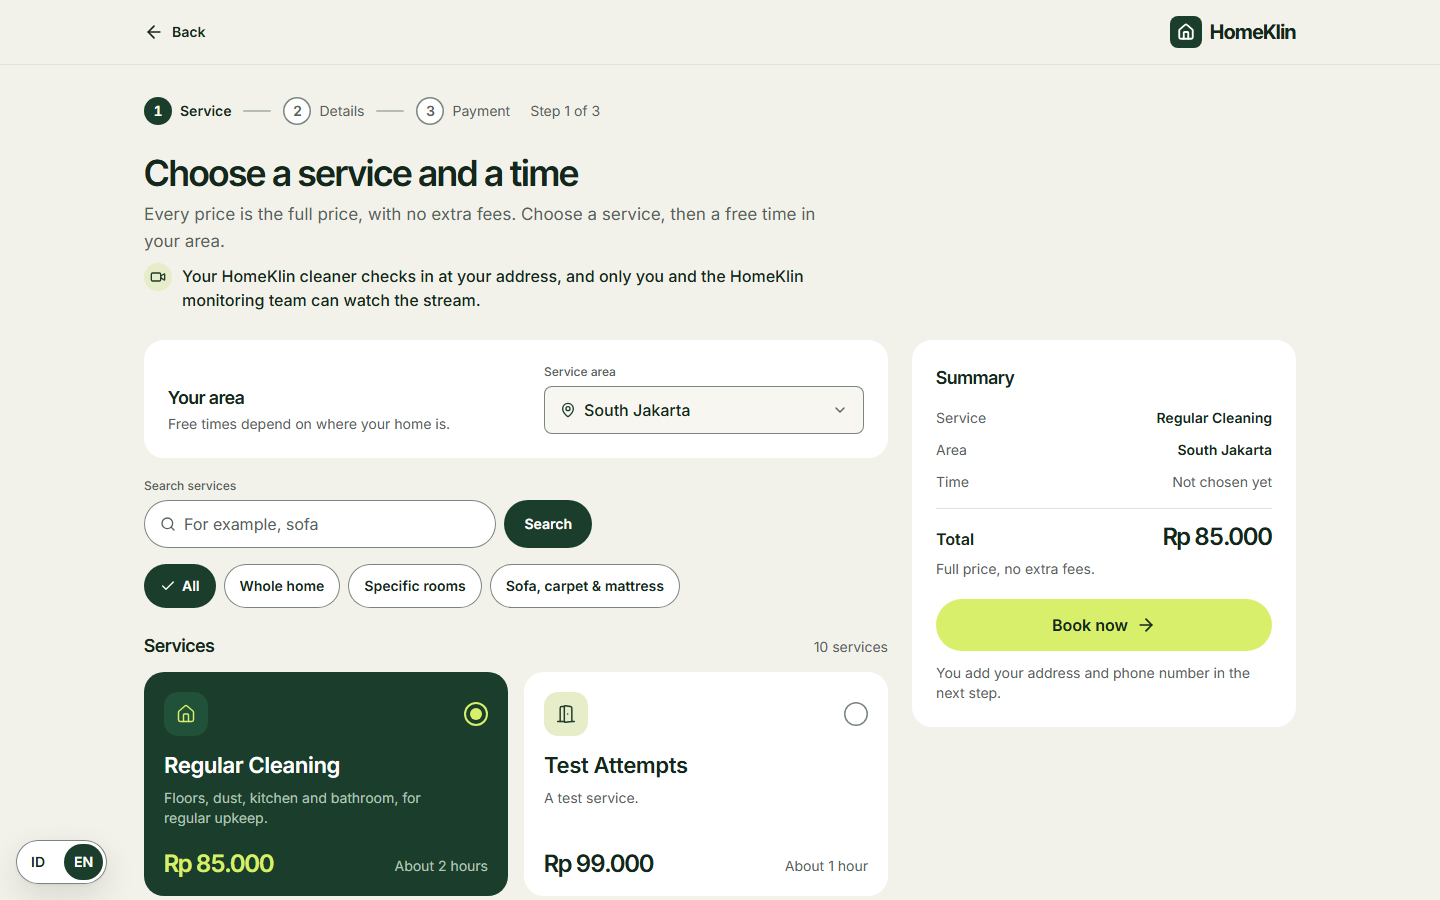 Back
HomeKlin
1 Service 2 Details 3 Payment Step 1 of 3
Choose a service and a time
Every price is the full price, with no extra fees. Choose a service, then a free time in
your area.
Your HomeKlin cleaner checks in at your address, and only you and the HomeKlin
monitoring team can watch the stream.
Your area
Free times depend on where your home is.
Service area
South Jakarta
Search services
For example, sofa
Search
All
Whole home
Specific rooms
Sofa, carpet & mattress
Services
10 services
Regular Cleaning
Floors, dust, kitchen and bathroom, for
regular upkeep.
Rp 85.000
About 2 hours
Test Attempts
A test service.
Rp 99.000
About 1 hour
Summary
Service Regular Cleaning
Area South Jakarta
Time Not chosen yet
Total Rp 85.000
Full price, no extra fees.
Book now
You add your address and phone number in the
next step.
ID EN